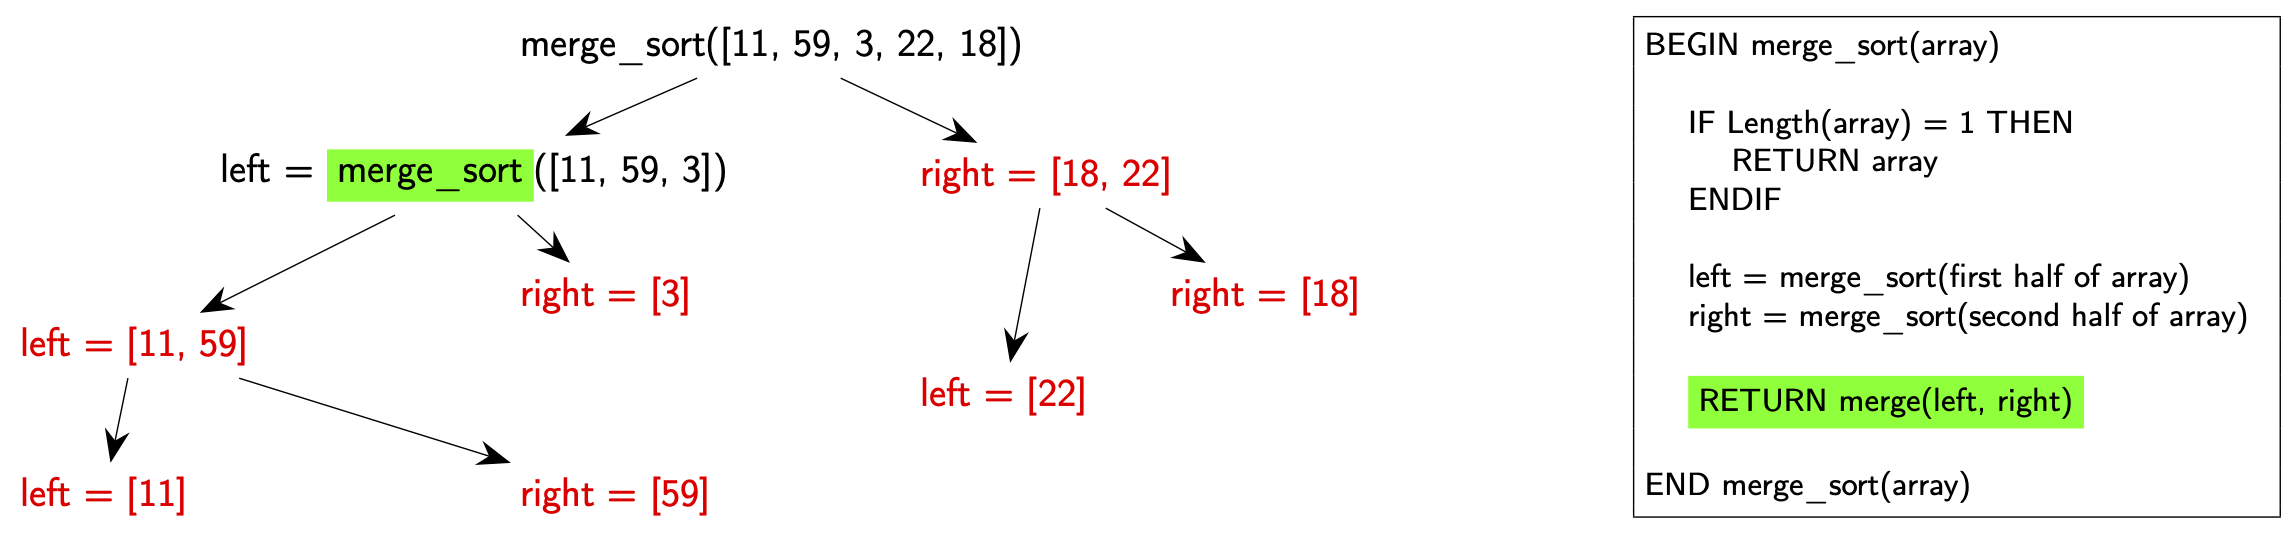 merge_sort([11, 59, 3, 22, 18])
left = merge_sort([11, 59, 3])
right = [18, 22]
right = [3]
right = [18]
left = [11, 59]
left = [22]
left = [11]
right = [59]
BEGIN merge_sort(array)
IF Length(array) = 1 THEN
RETURN array
ENDIF
left = merge_sort(first half of array)
right = merge_sort(second half of array)
RETURN merge(left, right)
END merge_sort(array)